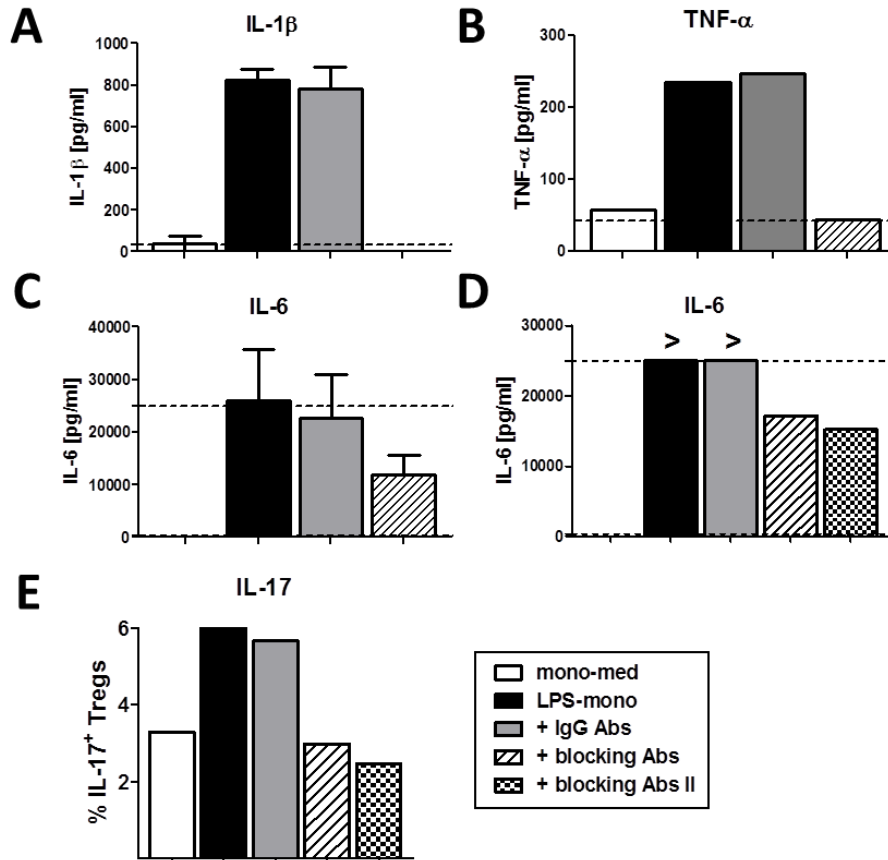 A
IL-1β
IL-1β [pg/ml]
1000
800
600
400
200
0
B
TNF-α
TNF-α [pg/ml]
300
200
100
0
C
IL-6
IL-6 [pg/ml]
40000
30000
20000
10000
0
D
IL-6
IL-6 [pg/ml]
30000
20000
10000
0
> >
E
IL-17
% IL-17+ Tregs
6
4
2
mono-med
LPS-mono
+ IgG Abs
+ blocking Abs
+ blocking Abs II